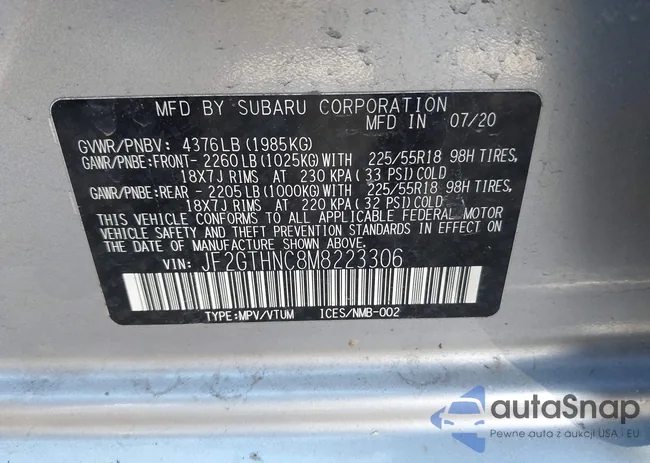 MFD BY SUBARU CORPORATION
MFD IN 07/20
GVWR/PNBV: 4376LB(1985KG)
GAWR/PNBE:FRONT-2260LB(1025KG)WITH 225/55R18 98H TIRES,
18X7J RIMS AT 230 KPA(33 PSI)COLD
GAWR/PNBE:REAR -2205LB(1000KG)WITH 225/55R18 98H TIRES,
18X7J RIMS AT 220 KPA(32 PSI)COLD
THIS VEHICLE CONFORMS TO ALL APPLICABLE FEDERAL MOTOR
VEHICLE SAFETY AND THEFT PREVENTION STANDARDS IN EFFECT ON
THE DATE OF MANUFACTURE SHOWN ABOVE.
VIN: JF2GTHNC8M8223306
TYPE:MPV/VTUM ICES/NMB-002
autoSnap
Pewne auta z aukcji USA i EU